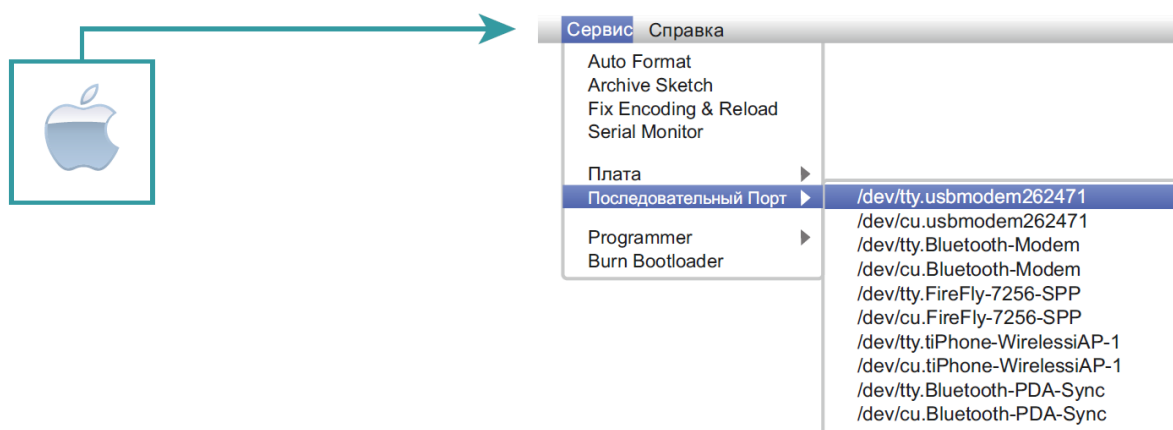 Сервис Справка
Auto Format
Archive Sketch
Fix Encoding & Reload
Serial Monitor
Плата
Последовательный Порт
/dev/tty.usbmodem262471
/dev/cu.usbmodem262471
/dev/tty.Bluetooth-Modem
/dev/cu.Bluetooth-Modem
/dev/tty.FireFly-7256-SPP
/dev/cu.FireFly-7256-SPP
/dev/tty.tiPhone-WirelessiAP-1
/dev/cu.tiPhone-WirelessiAP-1
/dev/tty.Bluetooth-PDA-Sync
/dev/cu.Bluetooth-PDA-Sync
Programmer
Burn Bootloader